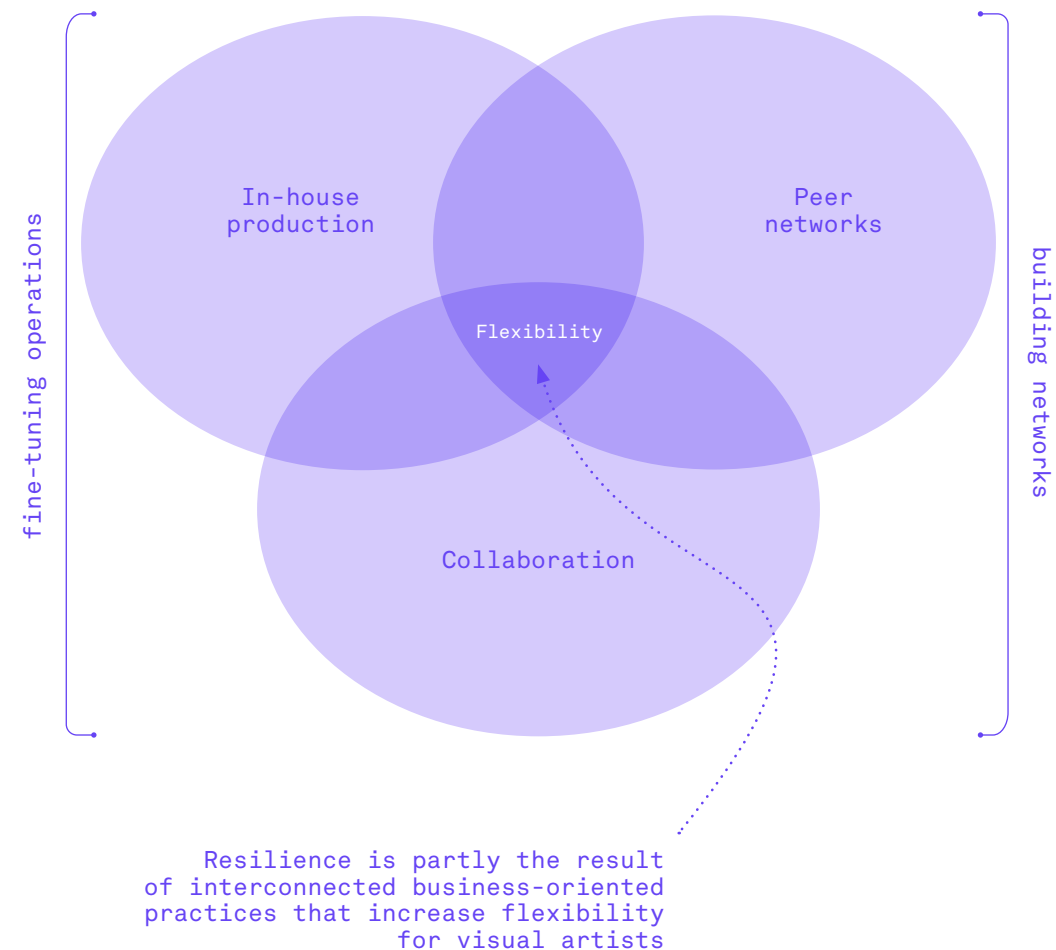 In-house
production
Peer
networks
fine-tuning operations
building networks
Flexibility
Collaboration
Resilience is partly the result
of interconnected business-oriented
practices that increase flexibility
for visual artists